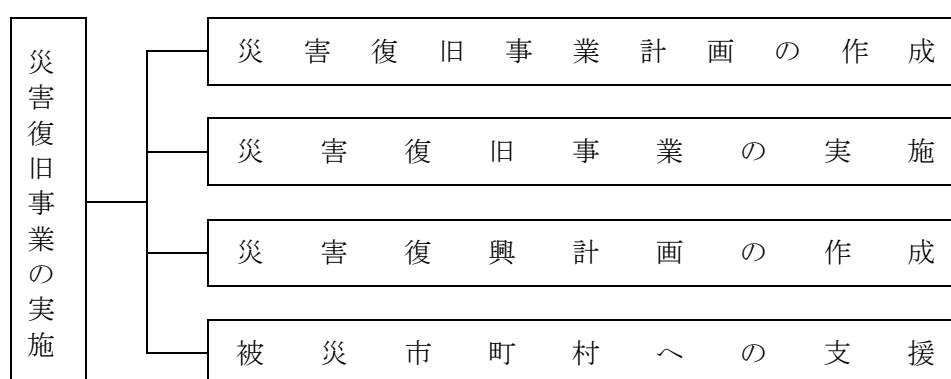 災害復旧事業の実施
災害復旧事業計画の作成
災害復旧事業の実施
災害復興計画の作成
被災市町村への支援